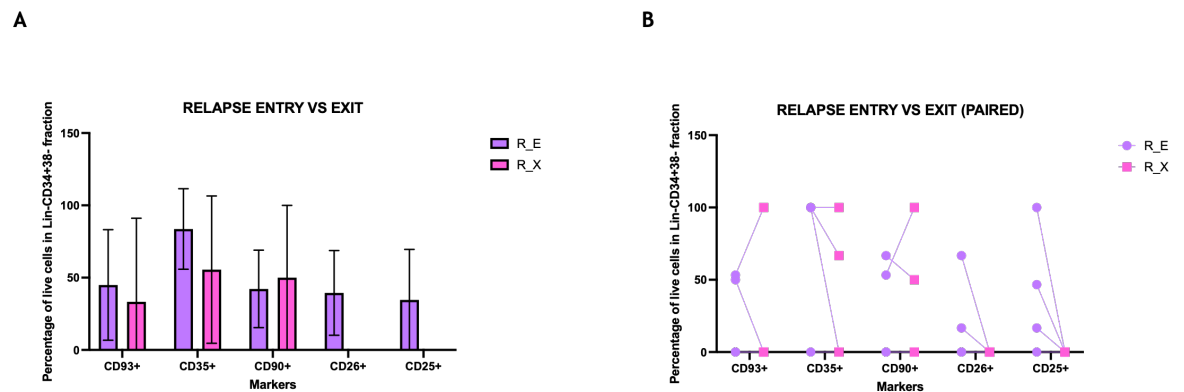 A
RELAPSE ENTRY VS EXIT
Percentage of live cells in Lin-CD34+38- fraction
150
100
50
0
CD93+ CD35+ CD90+ CD26+ CD25+
Markers
R_E
R_X
B
RELAPSE ENTRY VS EXIT (PAIRED)
Percentage of live cells in Lin-CD34+38- fraction
150
100
50
0
CD93+ CD35+ CD90+ CD26+ CD25+
Markers
R_E
R_X